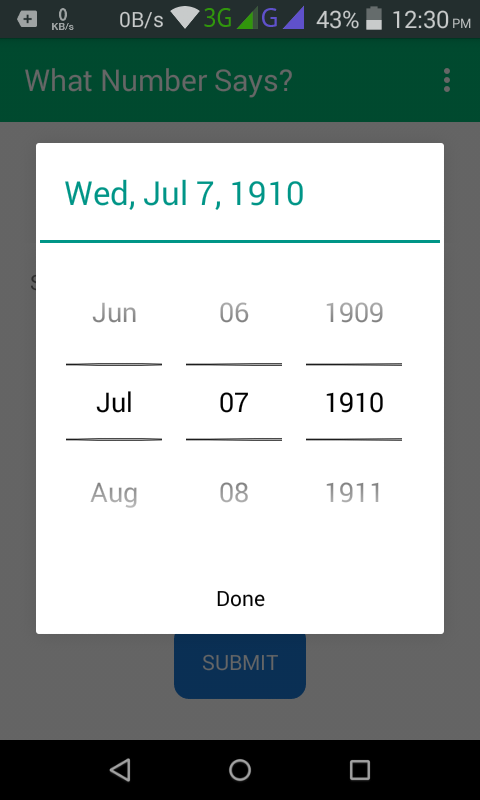 0 KB/s 0B/s 3G G 43% 12:30 PM
What Number Says?
Wed, Jul 7, 1910
Jun 06 1909
Jul 07 1910
Aug 08 1911
Done
SUBMIT